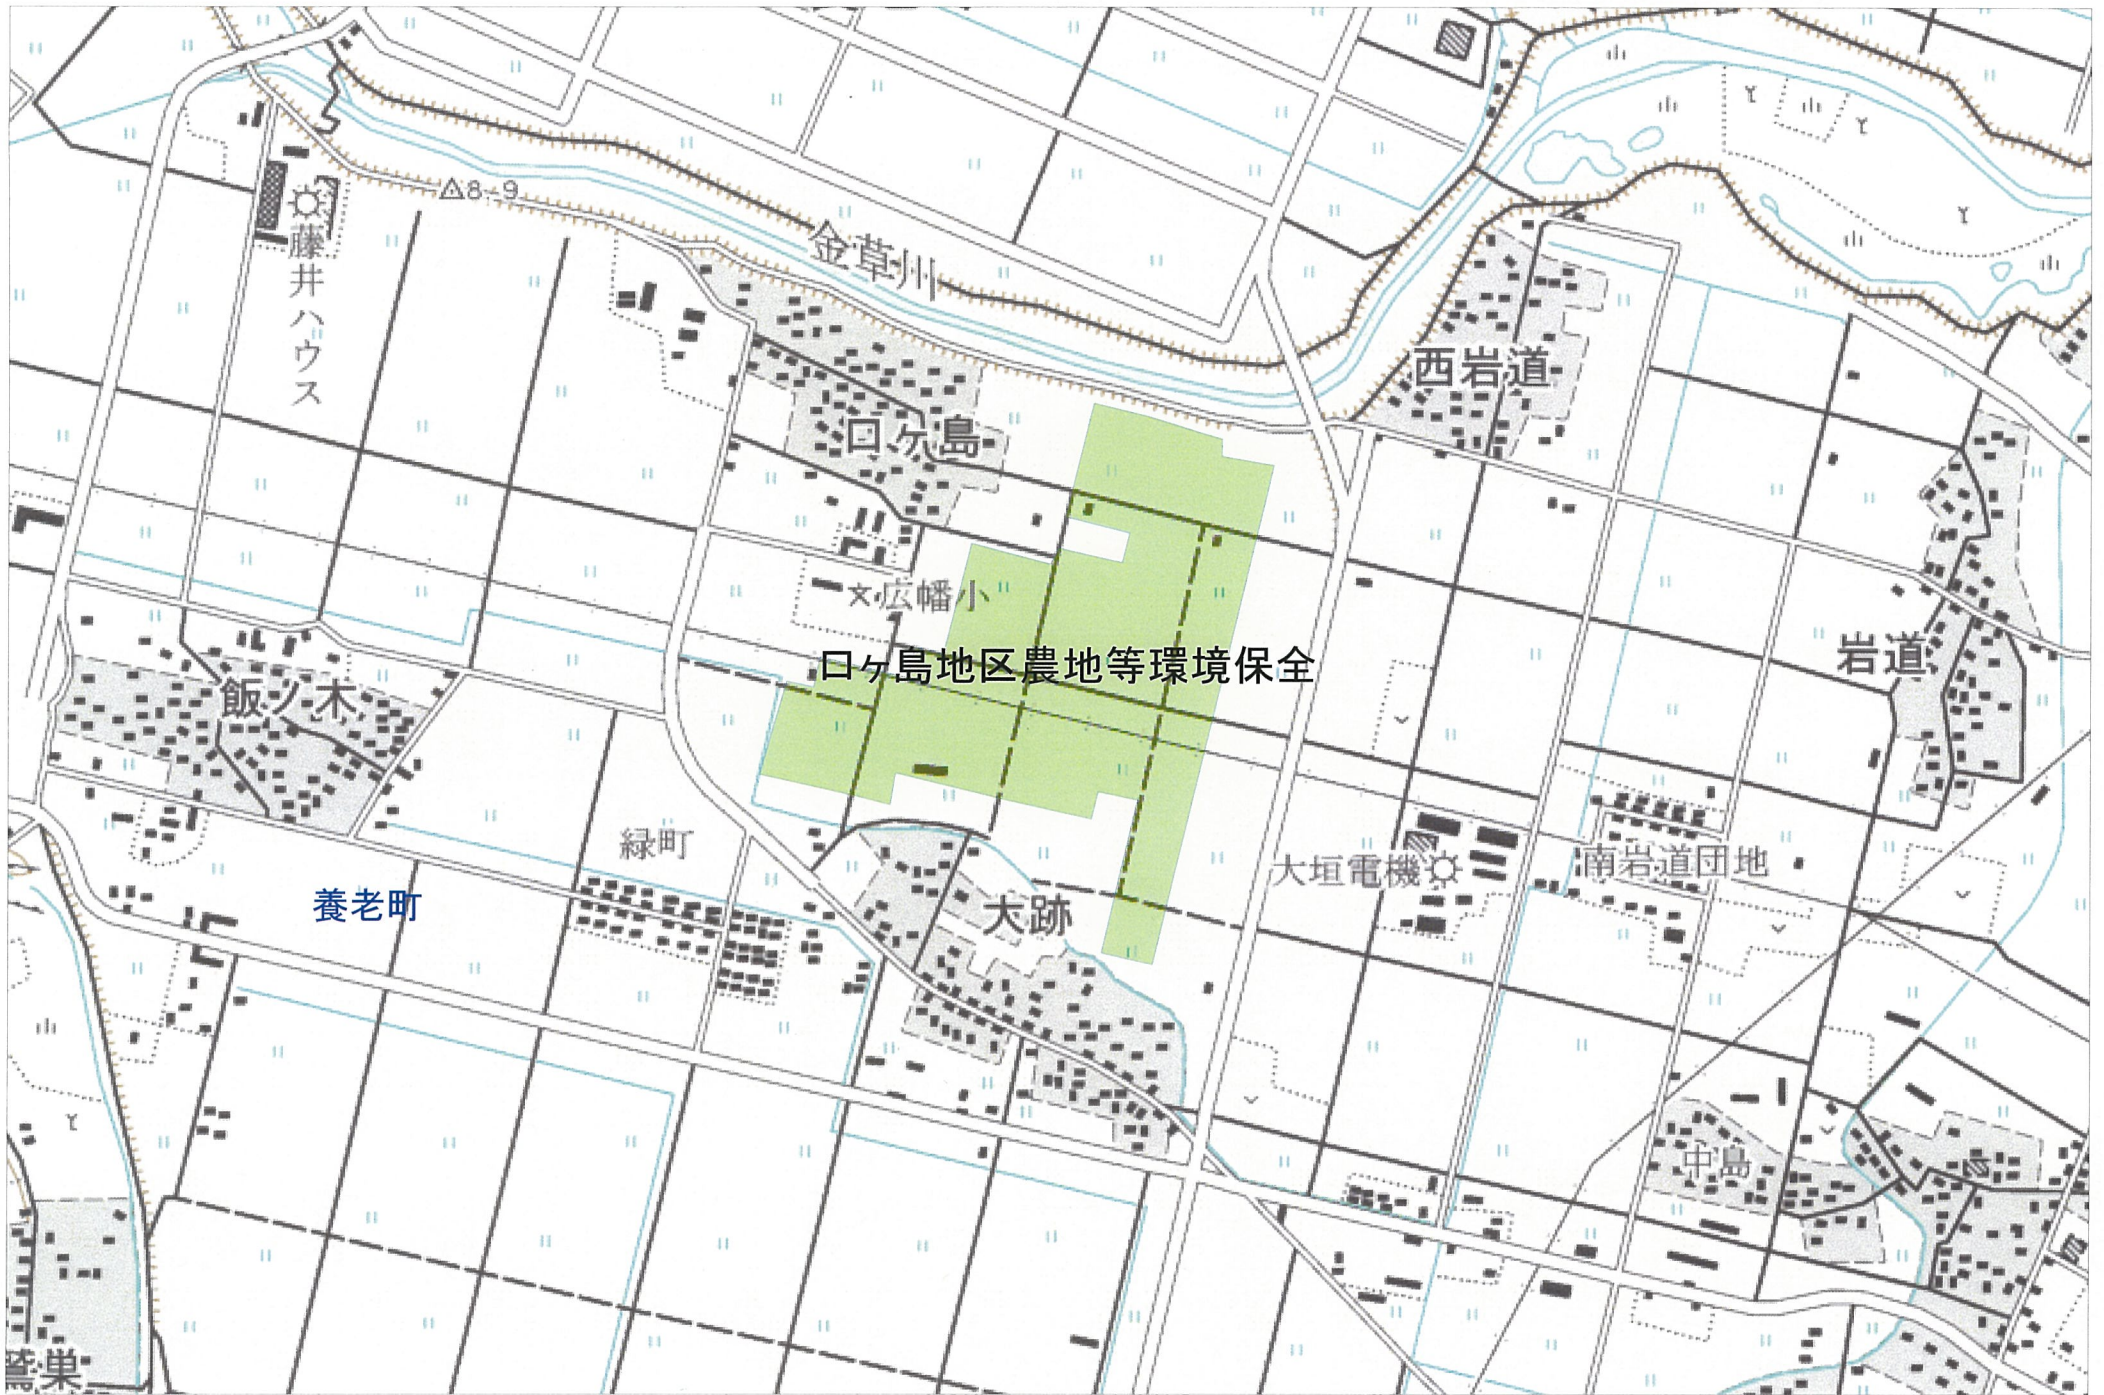 8.9
藤井ハウス
金草川
西岩道
口ヶ島
広幡小
口ヶ島地区農地等環境保全
岩道
飯ノ木
緑町
大垣電機
南岩道団地
養老町
大跡
中島
鷲巣